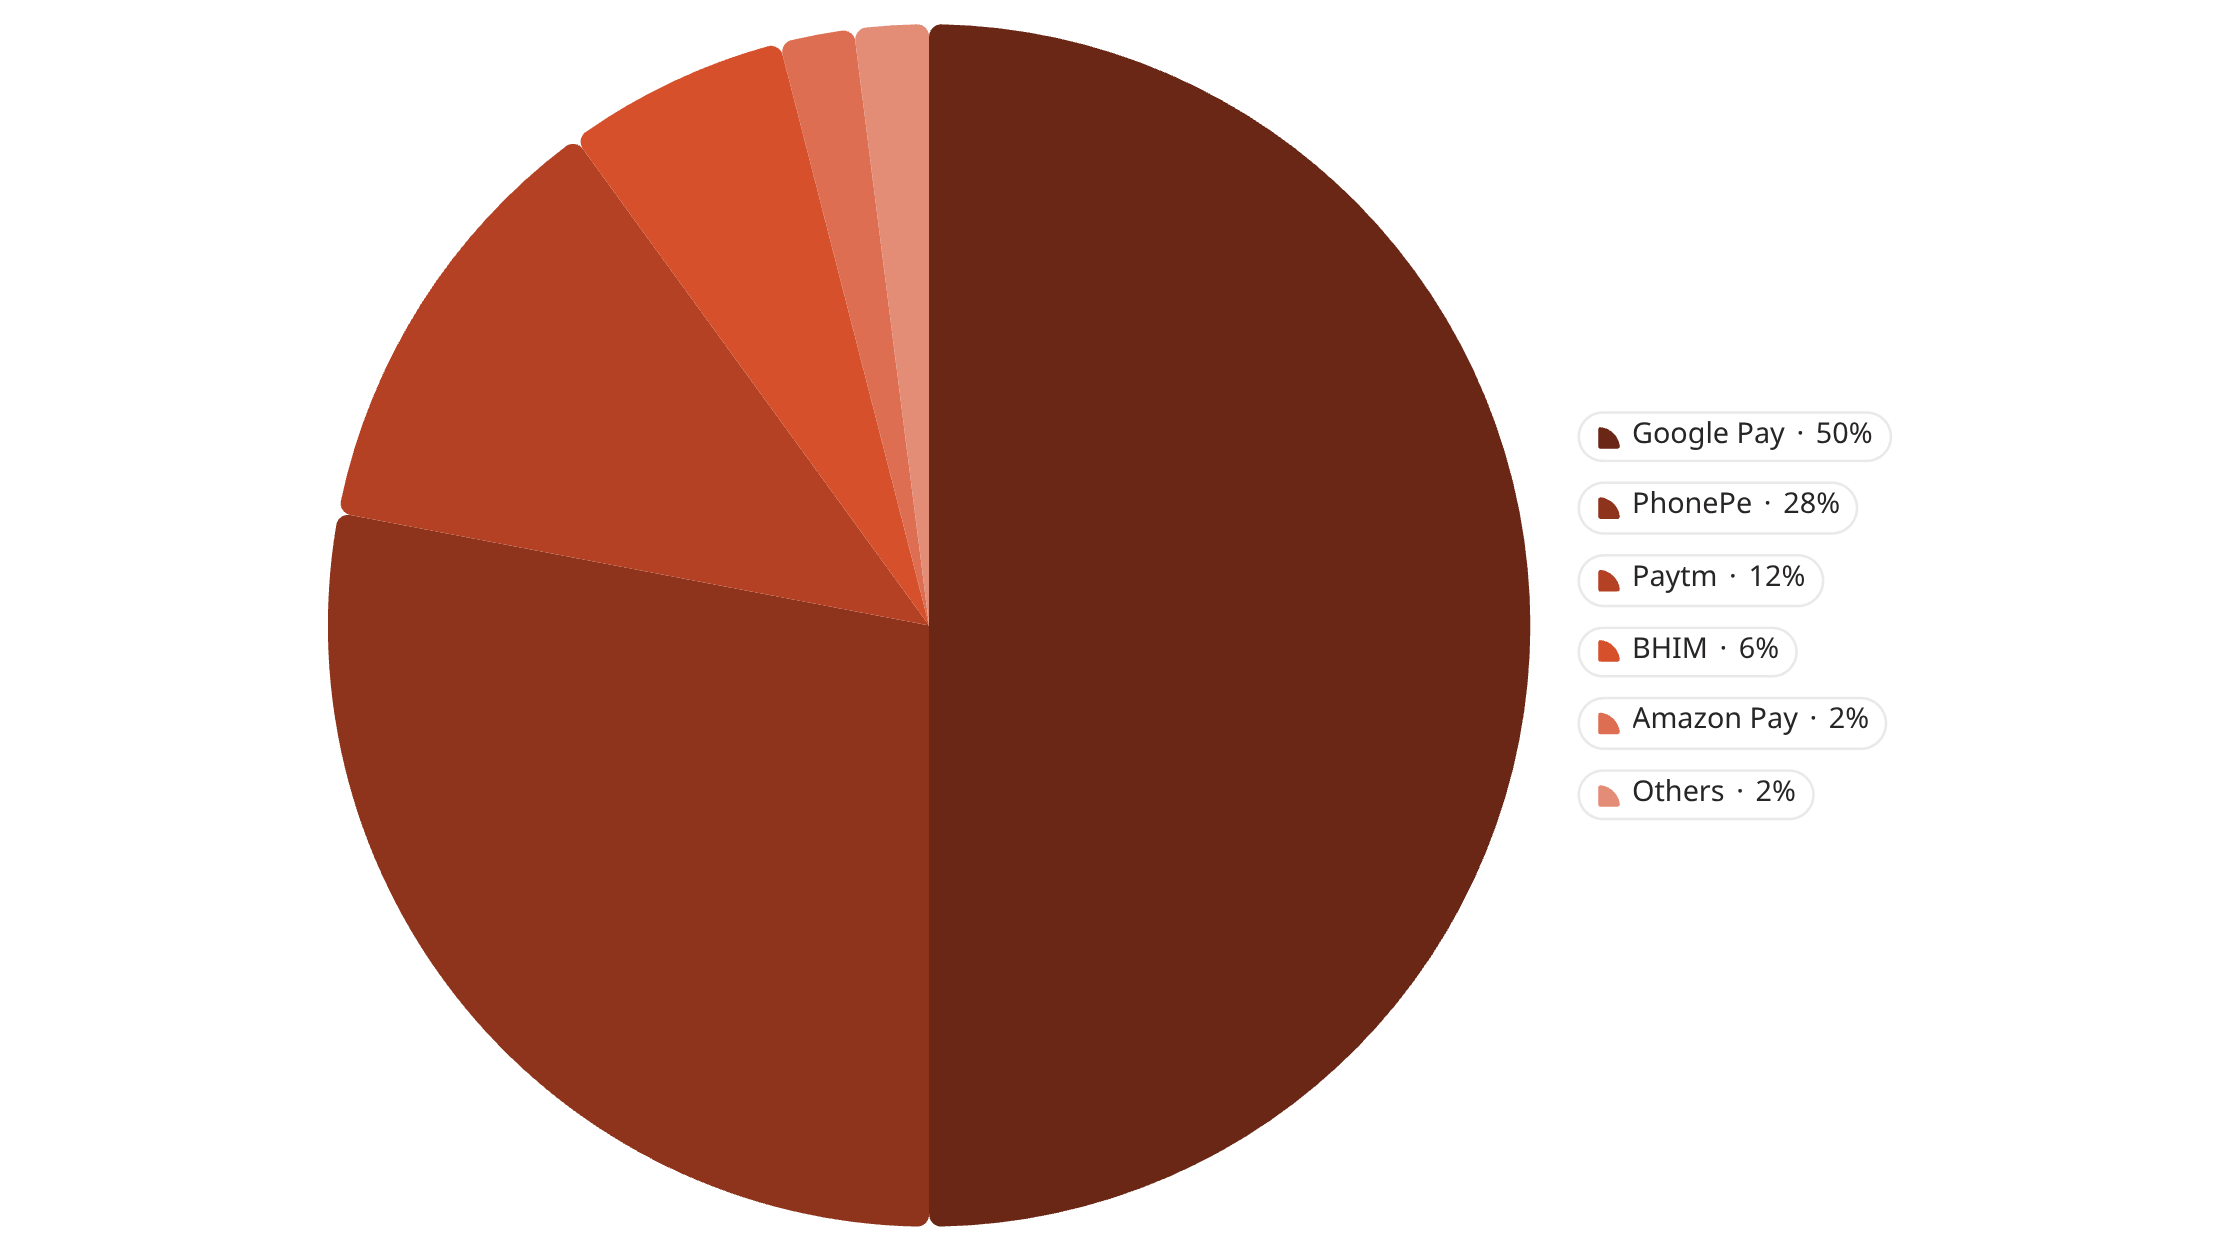 Google Pay · 50%
PhonePe · 28%
Paytm · 12%
BHIM · 6%
Amazon Pay · 2%
Others · 2%